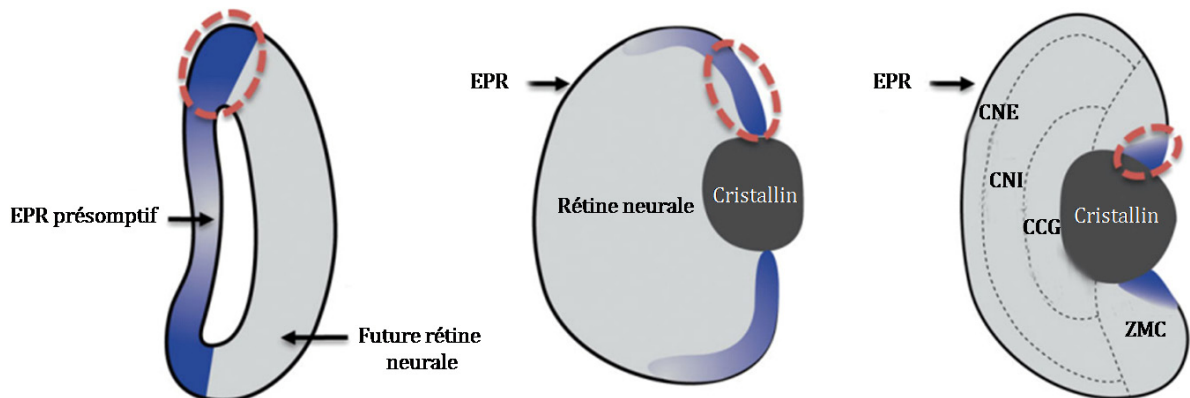 EPR présomptif
Future rétine
neurale
EPR
Rétine neurale
Cristallin
EPR
CNE
CNI
CCG
Cristallin
ZMC